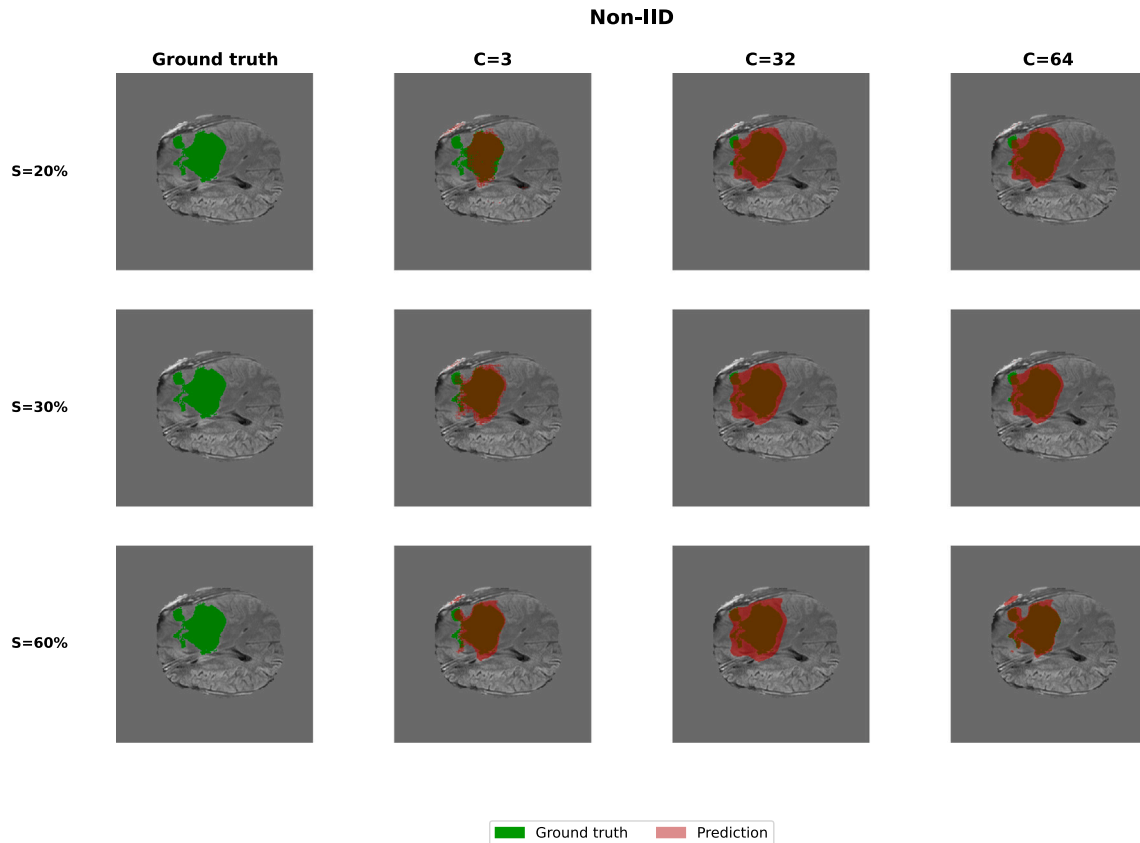 Non-IID
Ground truth C=3 C=32 C=64
S=20%
S=30%
S=60%
Ground truth Prediction